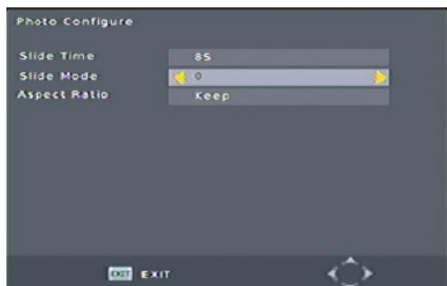 Photo Configure
Slide Time 8S
Slide Mode 0
Aspect Ratio Keep
EXIT EXIT